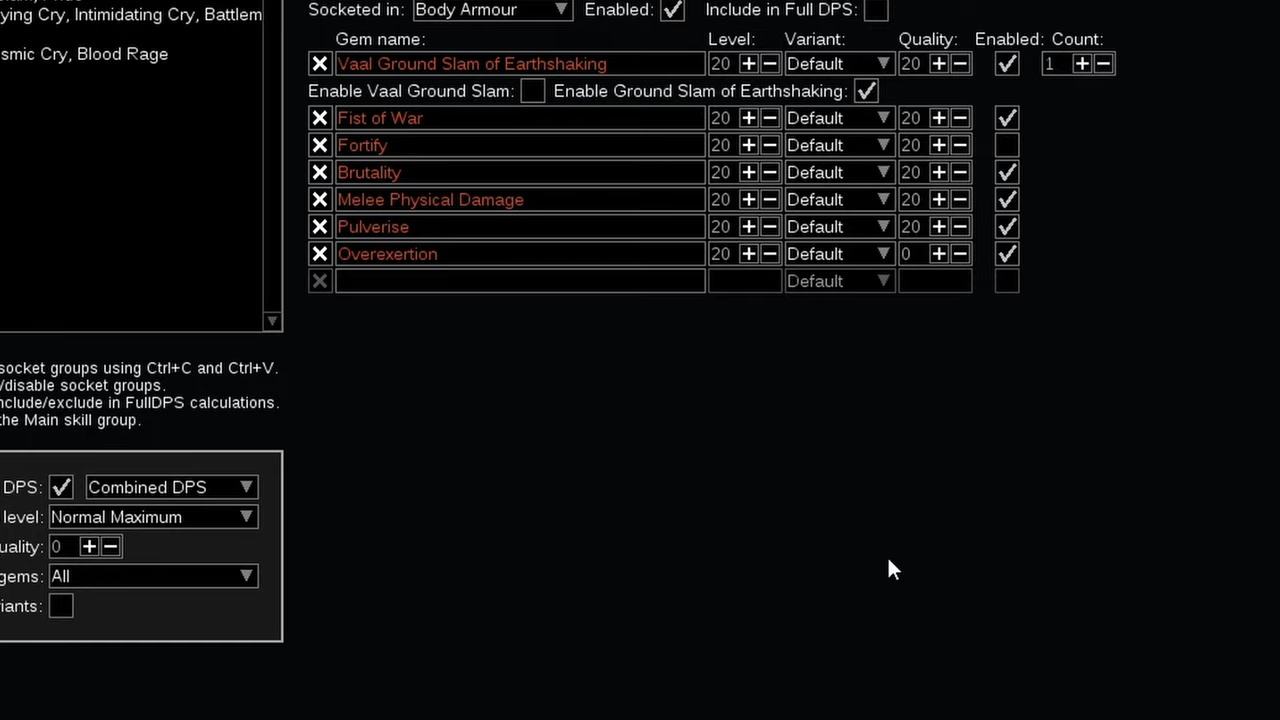 ying Cry, Intimidating Cry, Battlem
smic Cry, Blood Rage
Socketed in: Body Armour Enabled: Include in Full DPS:
Gem name: Level: Variant: Quality: Enabled: Count:
Vaal Ground Slam of Earthshaking 20 Default 20 1
Enable Vaal Ground Slam: Enable Ground Slam of Earthshaking:
Fist of War 20 Default 20
Fortify 20 Default 20
Brutality 20 Default 20
Melee Physical Damage 20 Default 20
Pulverise 20 Default 20
Overexertion 20 Default 0
Default
socket groups using Ctrl+C and Ctrl+V.
/disable socket groups.
nclude/exclude in FullDPS calculations.
the Main skill group.
DPS: Combined DPS
level: Normal Maximum
uality: 0
gems: All
riants: